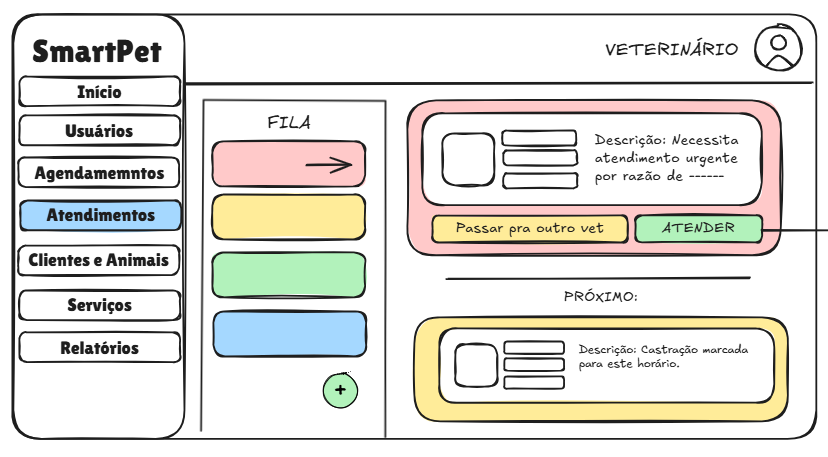 SmartPet
Início
Usuários
Agendamemntos
Atendimentos
Clientes e Animais
Serviços
Relatórios
VETERINÁRIO
FILA
+
Descrição: Necessita
atendimento urgente
por razão de ------
Passar pra outro vet
ATENDER
PRÓXIMO:
Descrição: Castração marcada
para este horário.